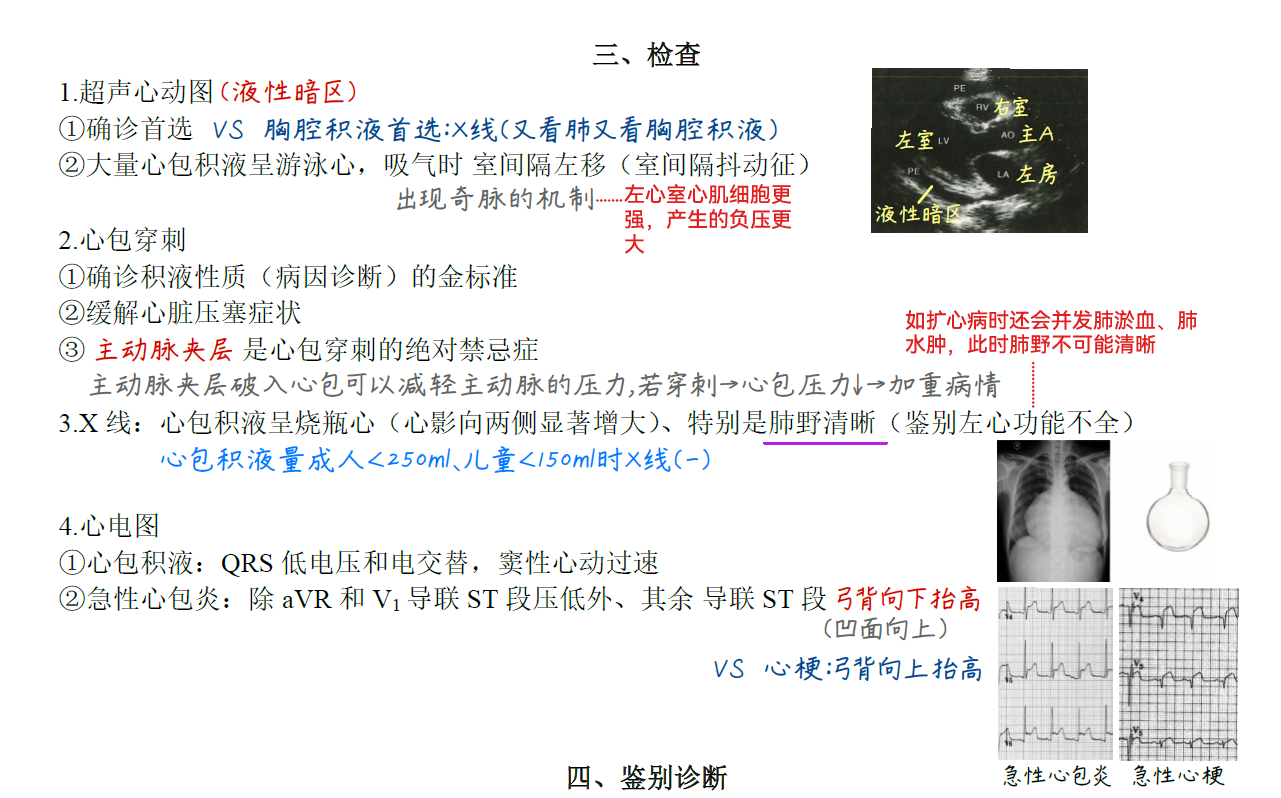 三、检查
1.超声心动图(液性暗区)
①确诊首选 VS 胸腔积液首选:X线(又看肺又看胸腔积液)
②大量心包积液呈游泳心，吸气时 室间隔左移（室间隔抖动征）
出现奇脉的机制……左心室心肌细胞更
强，产生的负压更
大
PE
RV 右室
左室 LV
AO 主A
PE
LA 左房
液性暗区
2.心包穿刺
①确诊积液性质（病因诊断）的金标准
②缓解心脏压塞症状
③ 主动脉夹层 是心包穿刺的绝对禁忌症
主动脉夹层破入心包可以减轻主动脉的压力,若穿刺→心包压力↓→加重病情
如扩心病时还会并发肺淤血、肺
水肿，此时肺野不可能清晰
3.X 线：心包积液呈烧瓶心（心影向两侧显著增大）、特别是肺野清晰（鉴别左心功能不全）
心包积液量成人<250ml、儿童<150ml时X线(-)
4.心电图
①心包积液：QRS 低电压和电交替，窦性心动过速
②急性心包炎：除 aVR 和 V1 导联 ST 段压低外、其余 导联 ST 段 弓背向下抬高
（凹面向上）
VS 心梗:弓背向上抬高
V4
V5
V6
V4
V5
V6
急性心包炎 急性心梗
四、鉴别诊断